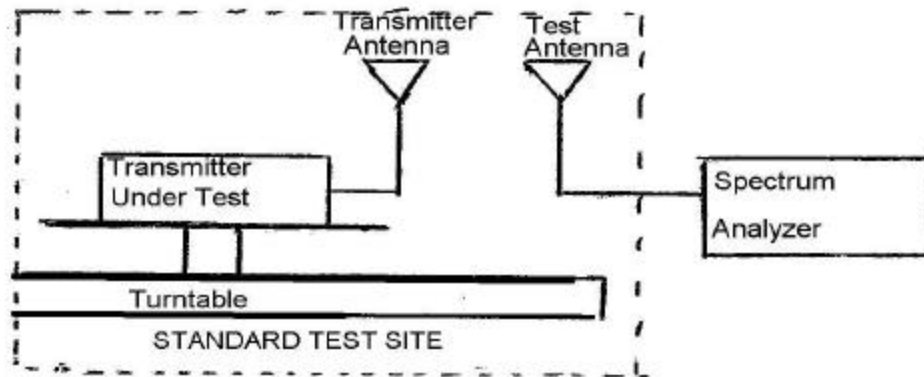 Transmitter
Antenna
Test
Antenna
Transmitter
Under Test
Spectrum
Analyzer
Turntable
STANDARD TEST SITE